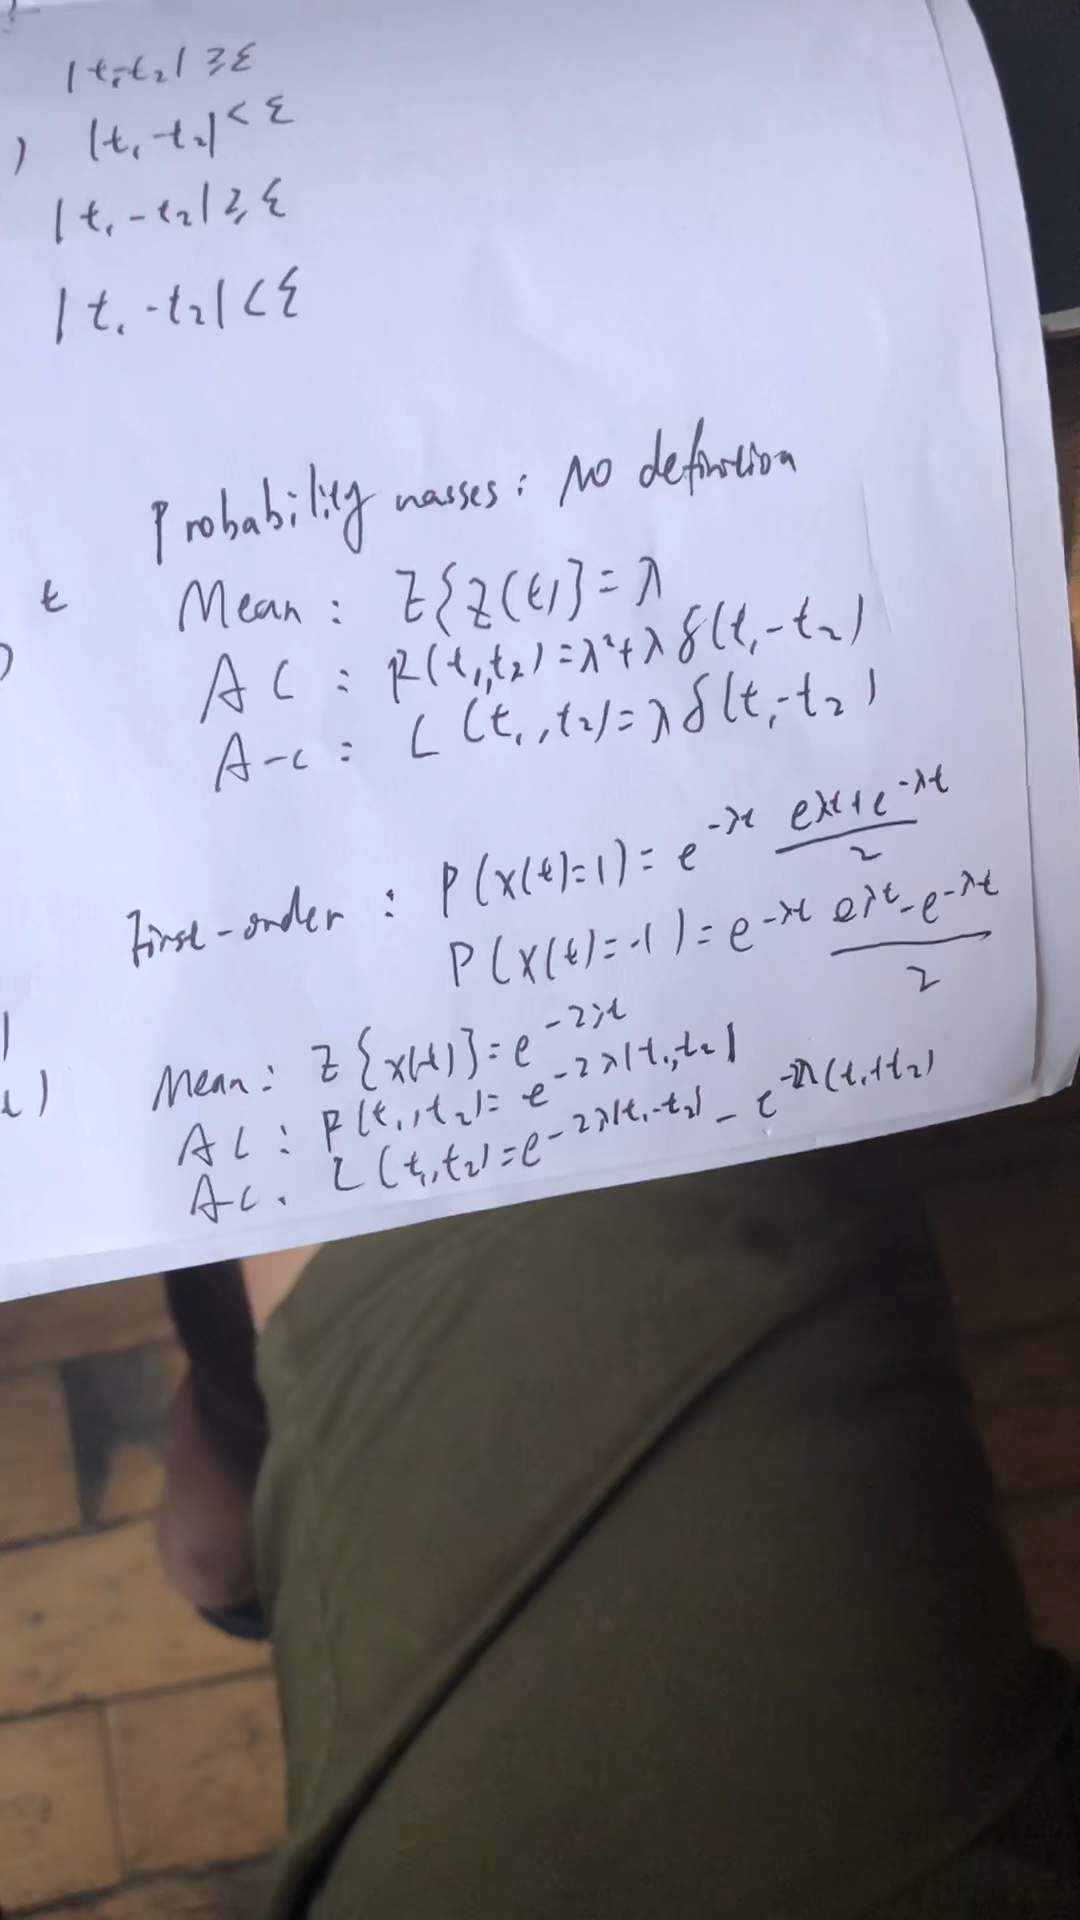 |t₁-t₂| ≥ ε
) |t₁-t₂| < ε
|t₁-t₂| ≥ ε
|t₁-t₂| < ε
Probability masses: No definition
t Mean: E{Z(t)} = λ
) AC: R(t₁,t₂) = λ²+λδ(t₁-t₂)
A-c: C(t₁,t₂) = λδ(t₁-t₂)
First-order: P(x(t)=1) = e^{-λt} (e^{λt}+e^{-λt})/2
P(x(t)=-1) = e^{-λt} (e^{λt}-e^{-λt})/2
Mean: E{x(t)} = e^{-2λt}
AC: R(t₁,t₂) = e^{-2λ|t₁,t₂|}
Ac. C(t₁,t₂) = e^{-2λ|t₁-t₂|} - e^{-2λ(t₁+t₂)}